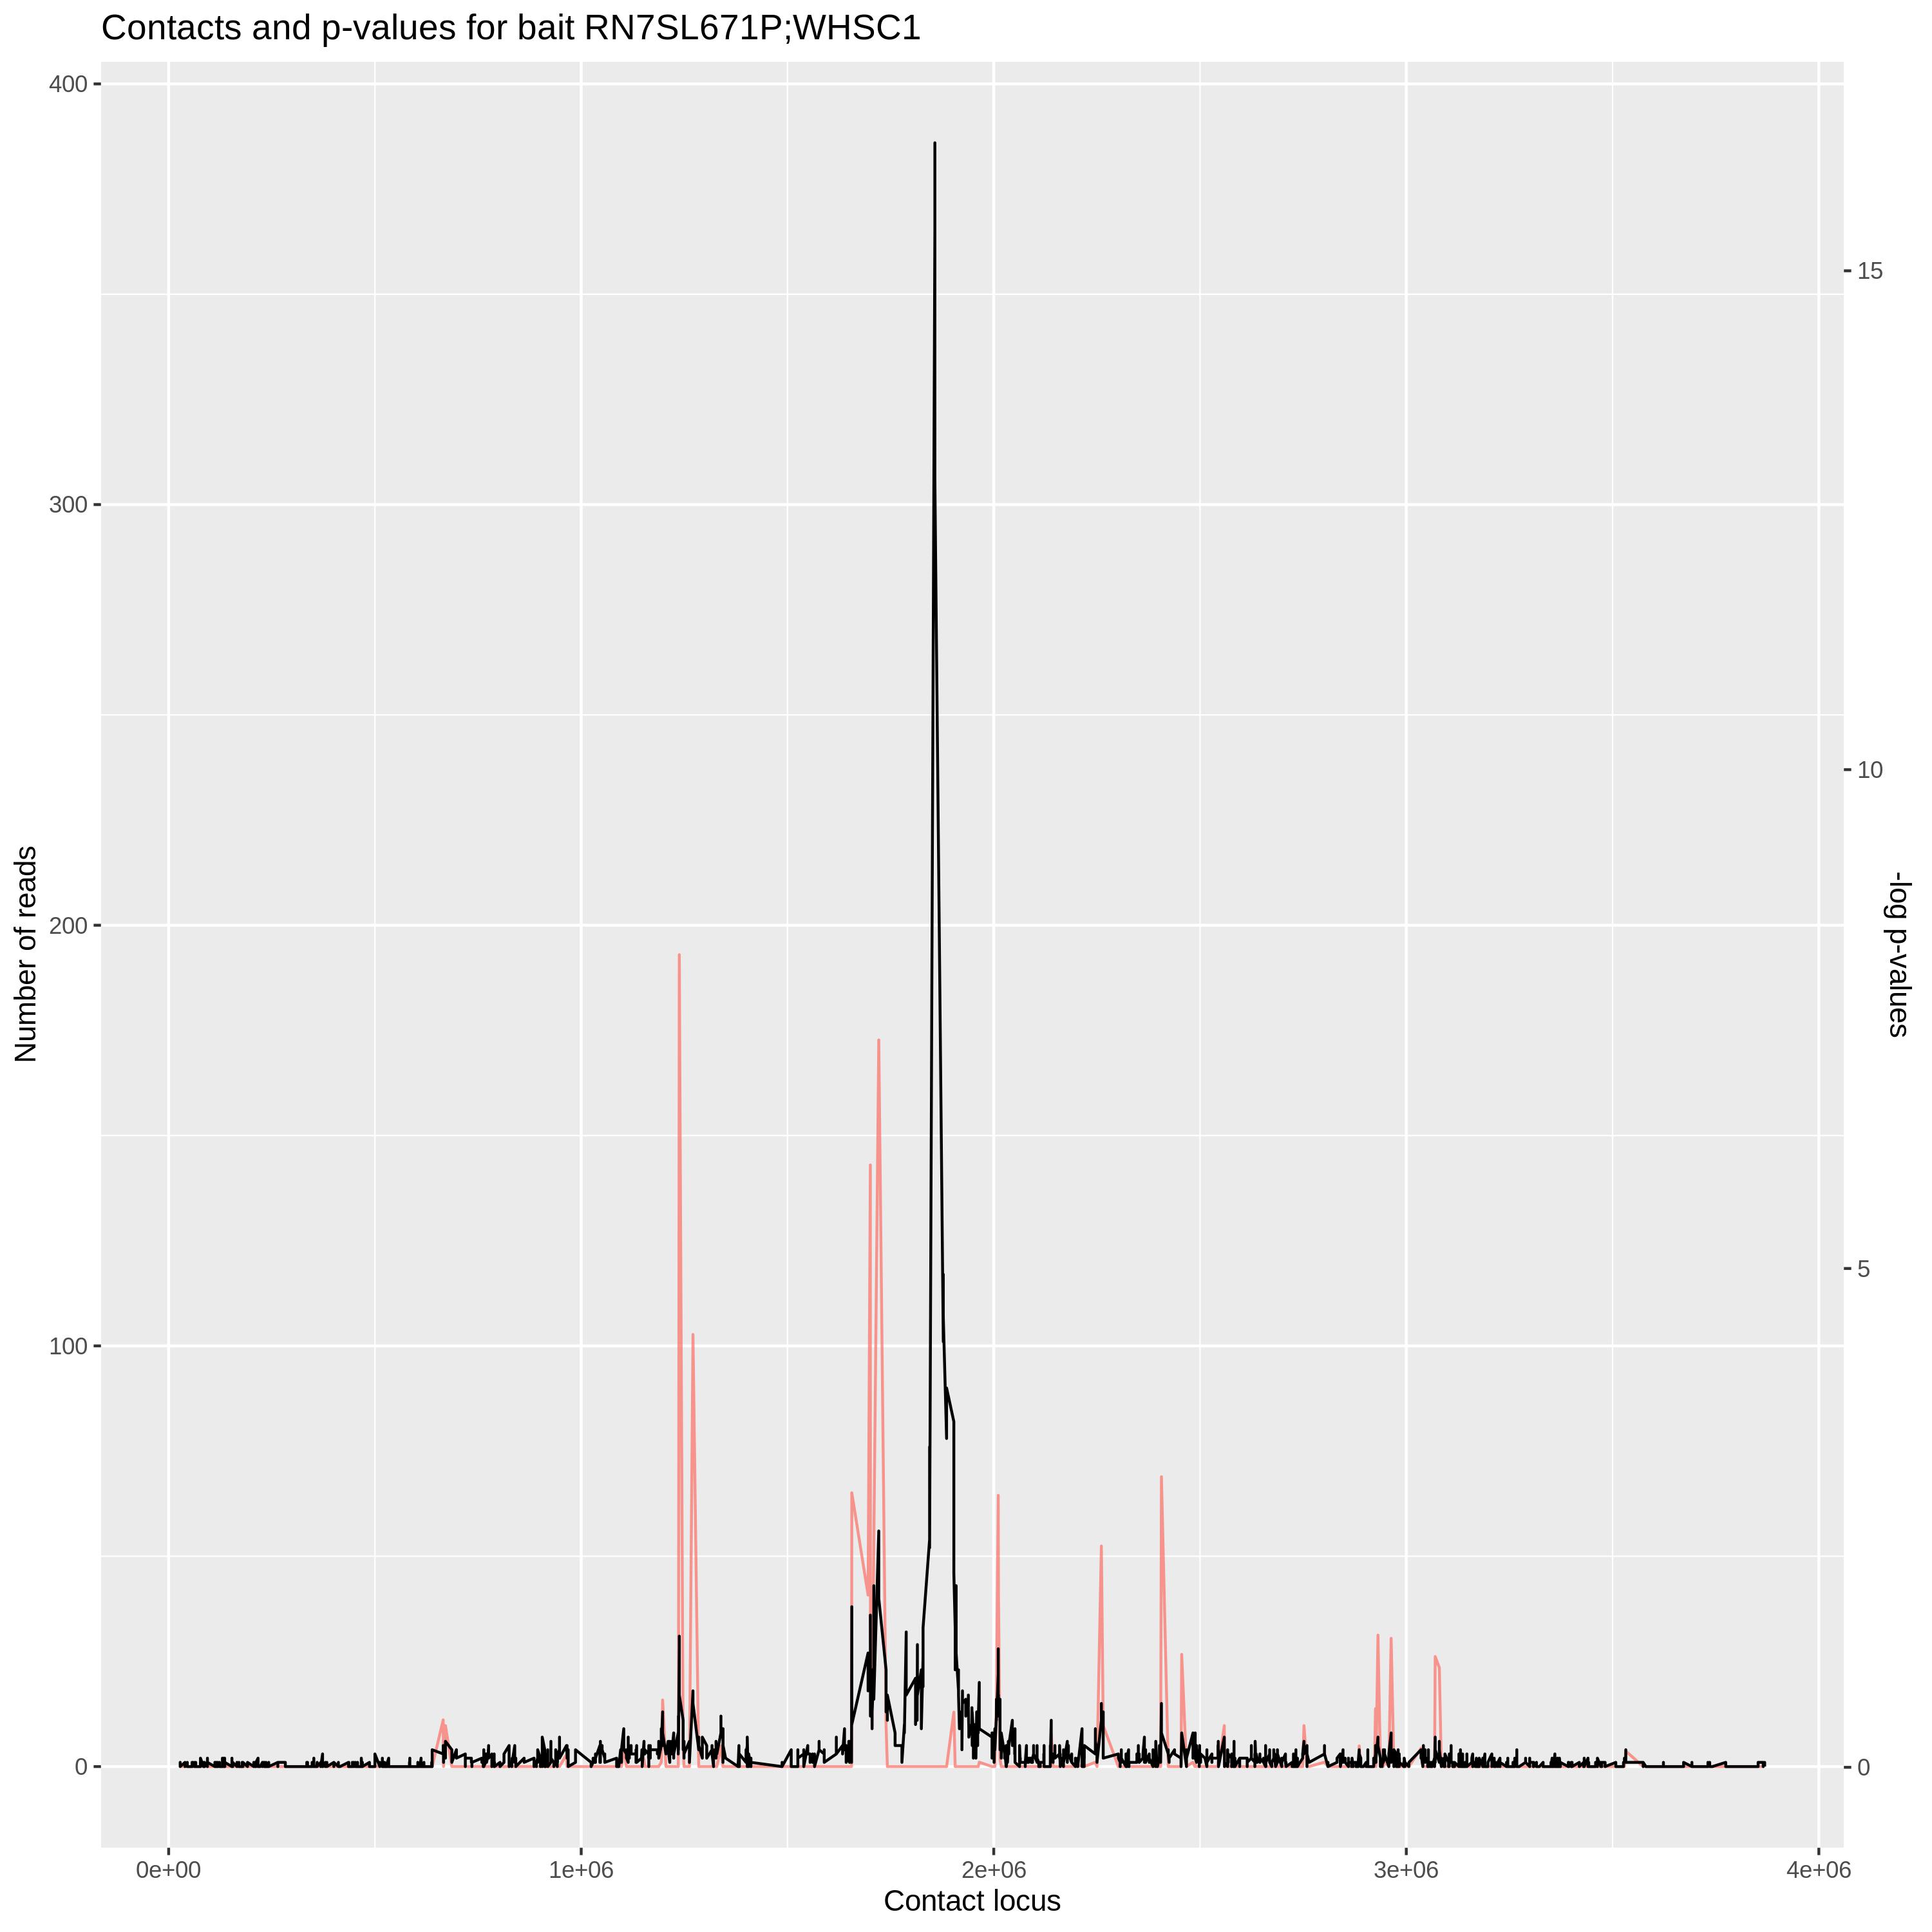 Contacts and p-values for bait RN7SL671P;WHSC1
400
300
200
100
0
Number of reads
15
10
5
0
-log p-values
0e+00 1e+06 2e+06 3e+06 4e+06
Contact locus